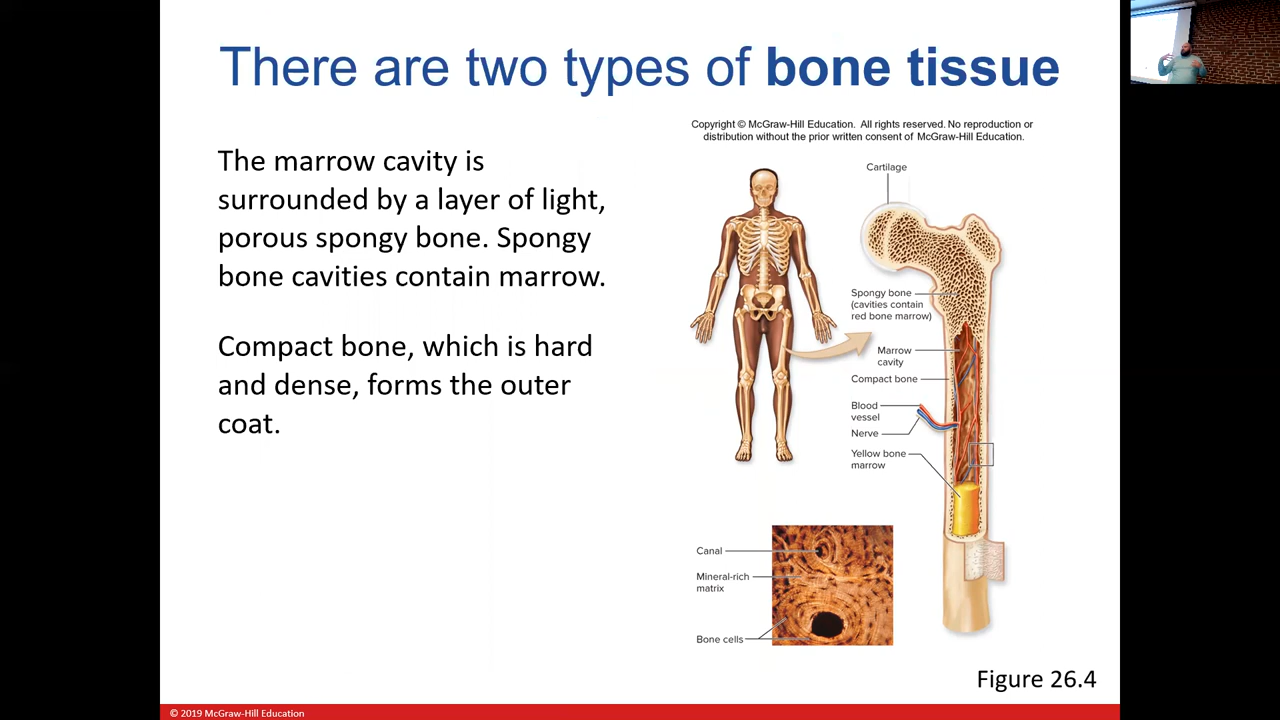 There are two types of bone tissue
The marrow cavity is
surrounded by a layer of light,
porous spongy bone. Spongy
bone cavities contain marrow.
Compact bone, which is hard
and dense, forms the outer
coat.
Copyright © McGraw-Hill Education. All rights reserved. No reproduction or
distribution without the prior written consent of McGraw-Hill Education.
Cartilage
Spongy bone
(cavities contain
red bone marrow)
Marrow
cavity
Compact bone
Blood
vessel
Nerve
Yellow bone
marrow
Canal
Mineral-rich
matrix
Bone cells
Figure 26.4
© 2019 McGraw-Hill Education